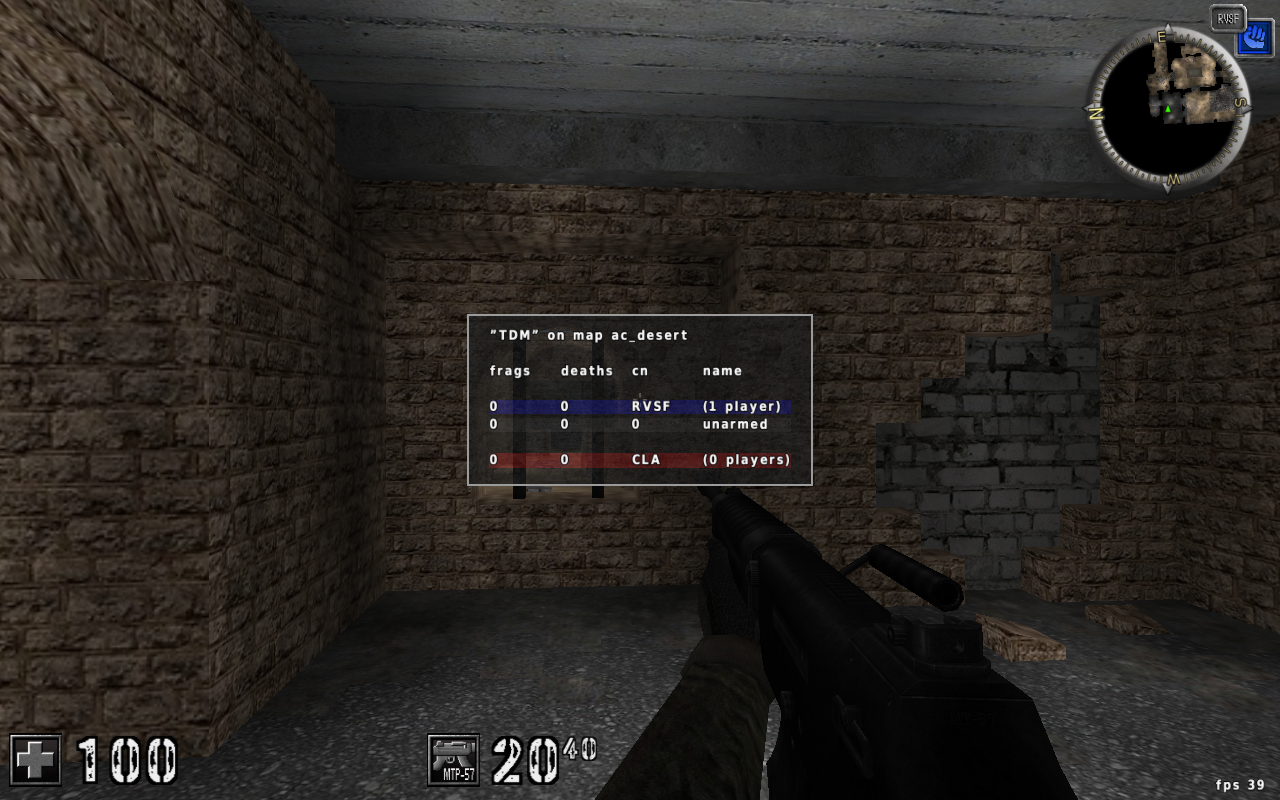 RVSF
E
N
S
W
"TDM" on map ac_desert
frags deaths cn name
0 0 RVSF (1 player)
0 0 0 unarmed
0 0 CLA (0 players)
100
MTP-57
20 40
fps 39